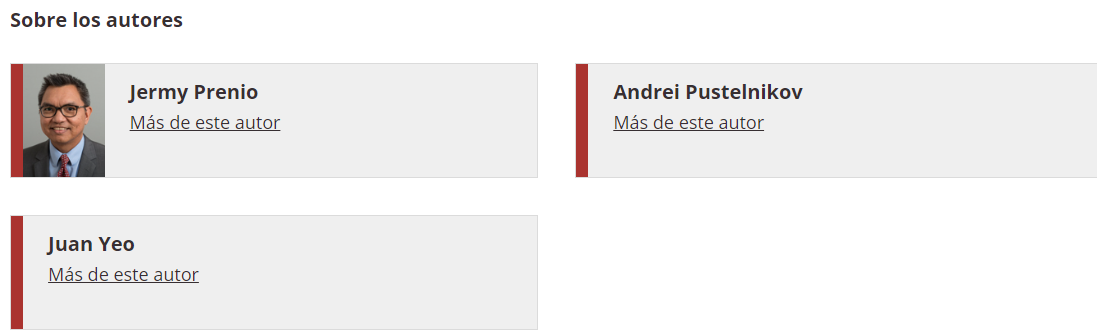 Sobre los autores
Jermy Prenio
Más de este autor
Andrei Pustelnikov
Más de este autor
Juan Yeo
Más de este autor